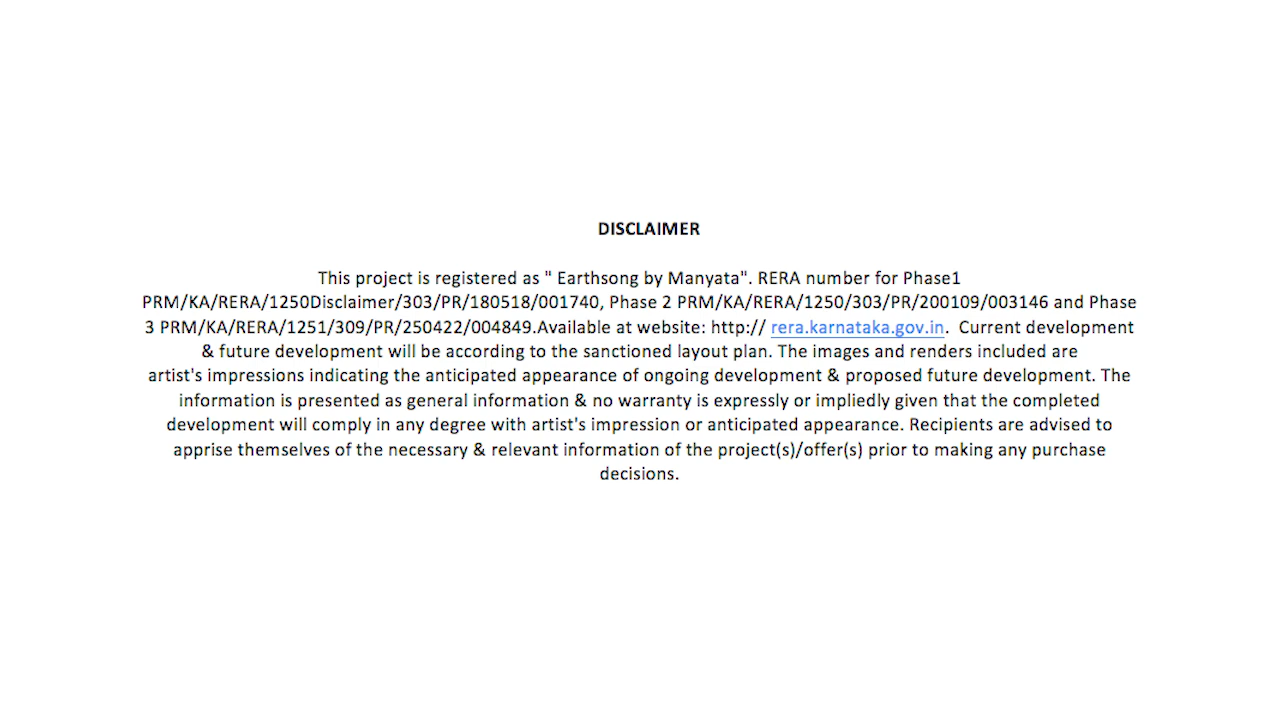 DISCLAIMER
This project is registered as " Earthsong by Manyata". RERA number for Phase1
PRM/KA/RERA/1250Disclaimer/303/PR/180518/001740, Phase 2 PRM/KA/RERA/1250/303/PR/200109/003146 and Phase
3 PRM/KA/RERA/1251/309/PR/250422/004849.Available at website: http:// rera.karnataka.gov.in.  Current development
& future development will be according to the sanctioned layout plan. The images and renders included are
artist's impressions indicating the anticipated appearance of ongoing development & proposed future development. The
information is presented as general information & no warranty is expressly or impliedly given that the completed
development will comply in any degree with artist's impression or anticipated appearance. Recipients are advised to
apprise themselves of the necessary & relevant information of the project(s)/offer(s) prior to making any purchase
decisions.